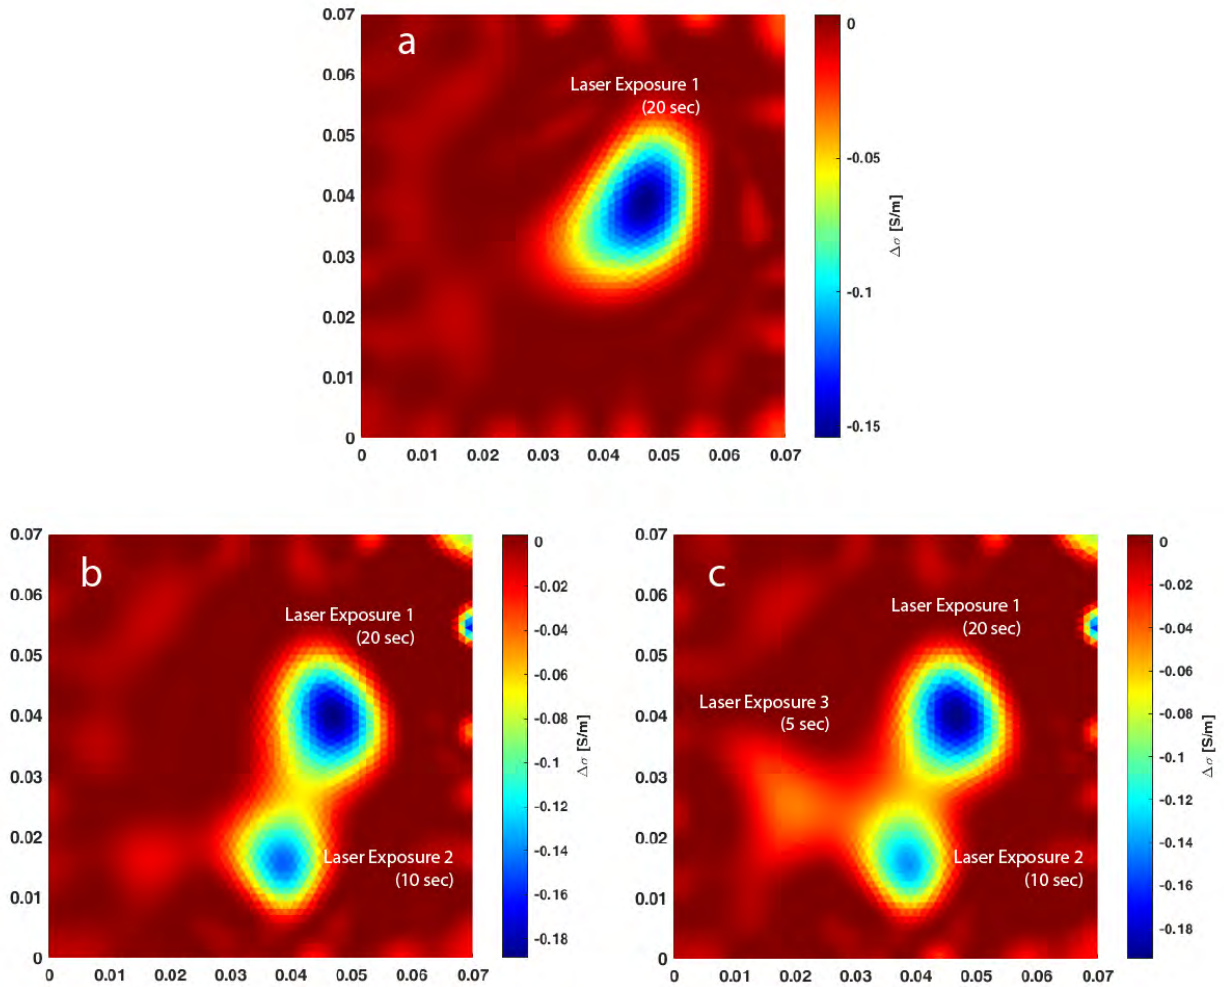 a
Laser Exposure 1
(20 sec)
0.07
0.06
0.05
0.04
0.03
0.02
0.01
0
0 0.01 0.02 0.03 0.04 0.05 0.06 0.07
0
-0.05
-0.1
-0.15
Δσ [S/m]
b
Laser Exposure 1
(20 sec)
Laser Exposure 2
(10 sec)
0.07
0.06
0.05
0.04
0.03
0.02
0.01
0
0 0.01 0.02 0.03 0.04 0.05 0.06 0.07
0
-0.02
-0.04
-0.06
-0.08
-0.1
-0.12
-0.14
-0.16
-0.18
Δσ [S/m]
c
Laser Exposure 1
(20 sec)
Laser Exposure 3
(5 sec)
Laser Exposure 2
(10 sec)
0.07
0.06
0.05
0.04
0.03
0.02
0.01
0
0 0.01 0.02 0.03 0.04 0.05 0.06 0.07
0
-0.02
-0.04
-0.06
-0.08
-0.1
-0.12
-0.14
-0.16
-0.18
Δσ [S/m]